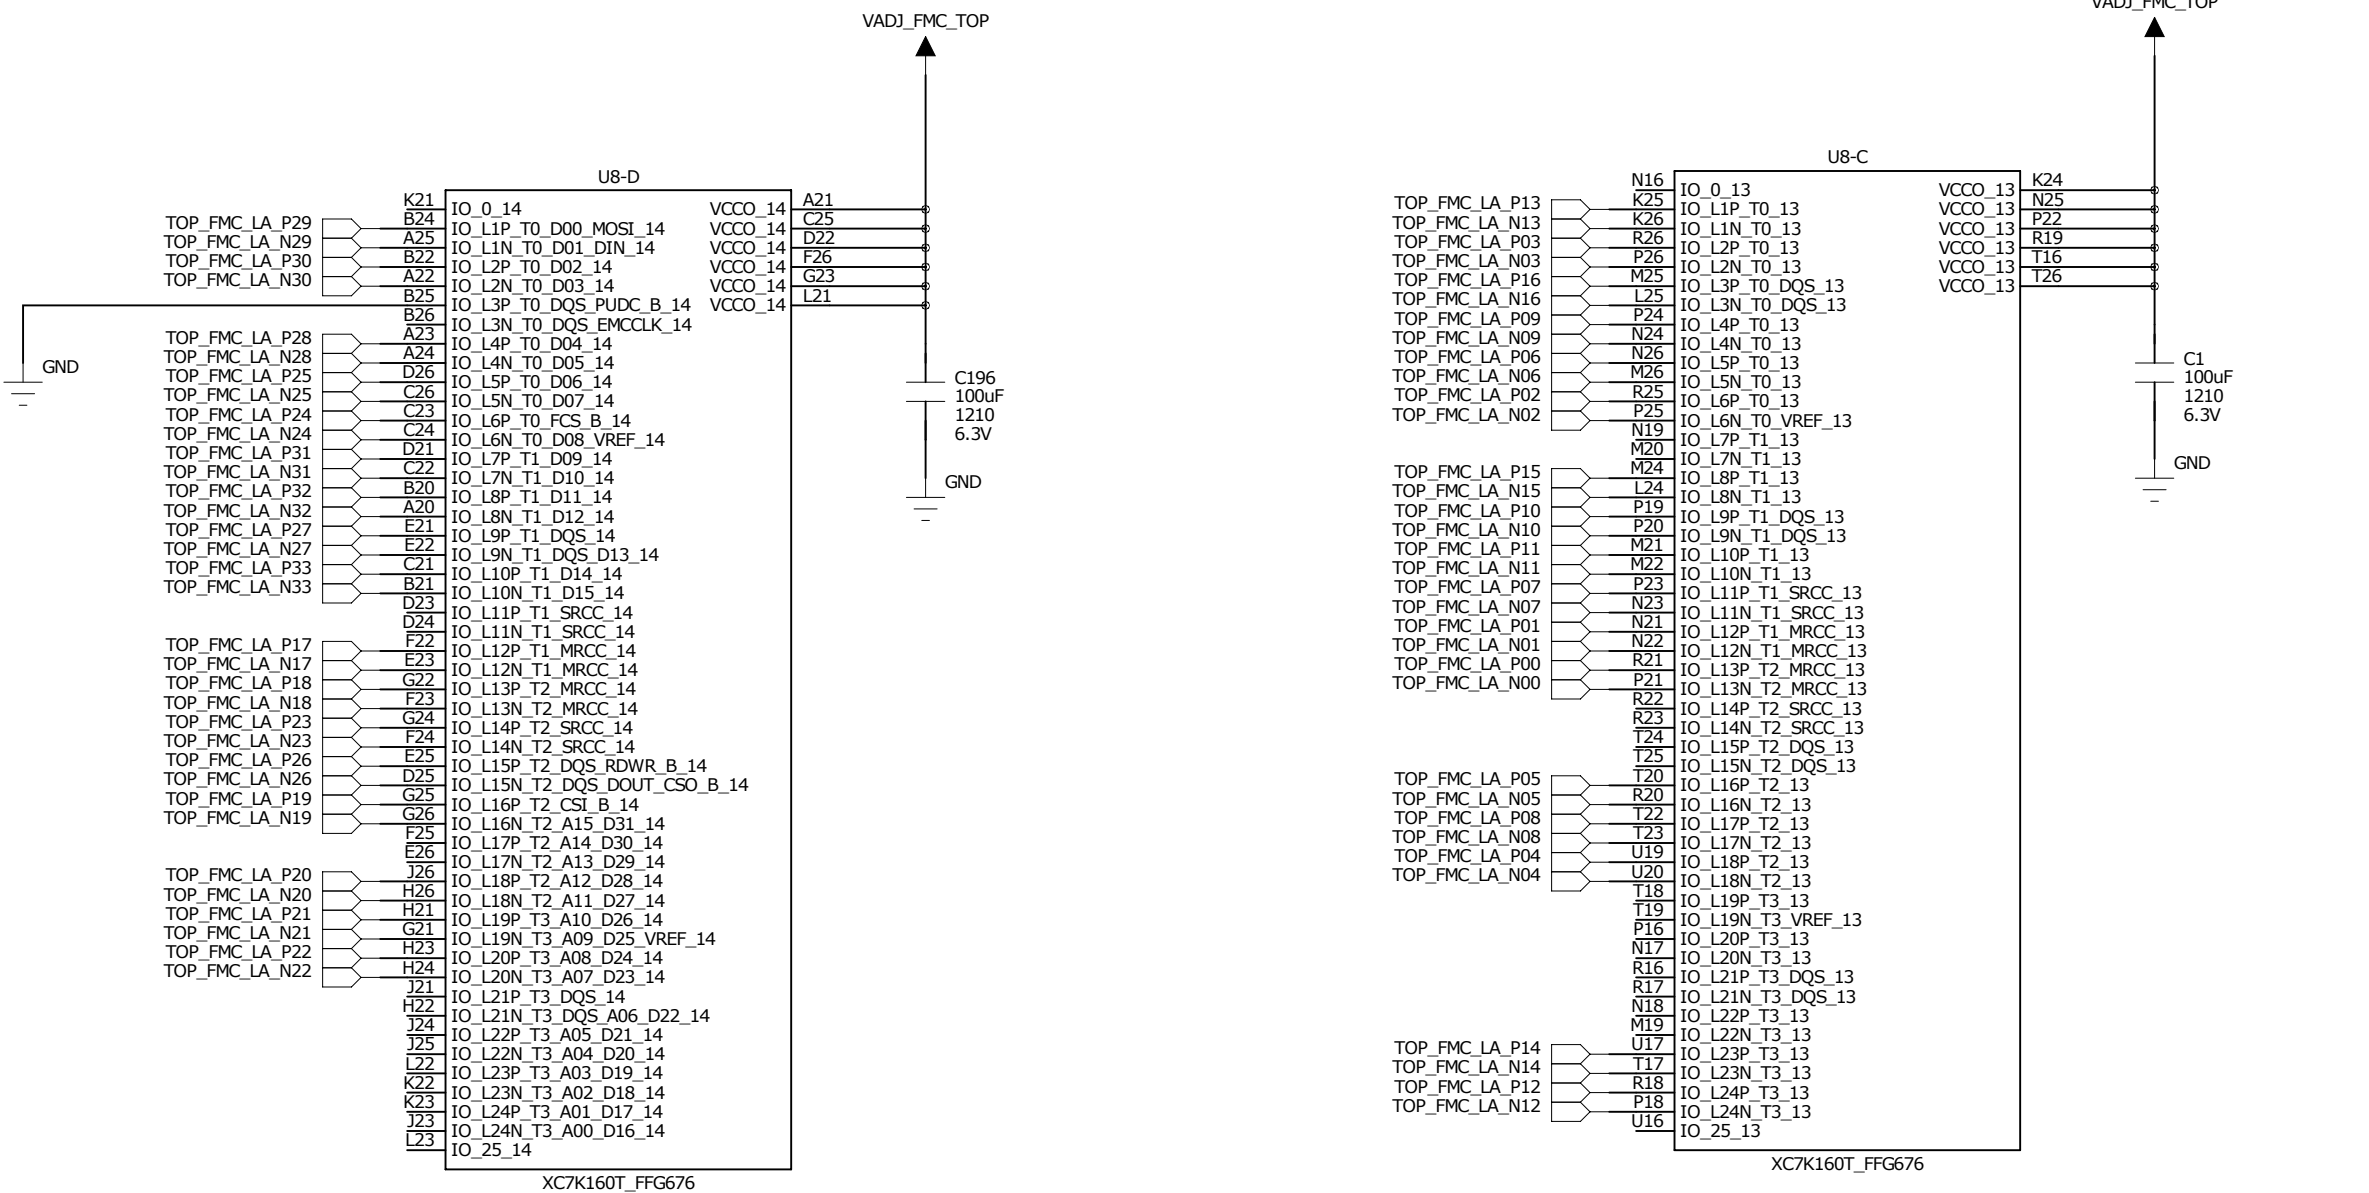 VADJ_FMC_TOP
U8-D
K21 IO_0_14 VCCO_14 A21
TOP_FMC_LA_P29 B24 IO_L1P_T0_D00_MOSI_14 VCCO_14 C25
TOP_FMC_LA_N29 A25 IO_L1N_T0_D01_DIN_14 VCCO_14 D22
TOP_FMC_LA_P30 B22 IO_L2P_T0_D02_14 VCCO_14 F26
TOP_FMC_LA_N30 A22 IO_L2N_T0_D03_14 VCCO_14 G23
B25 IO_L3P_T0_DQS_PUDC_B_14 VCCO_14 L21
B26 IO_L3N_T0_DQS_EMCCLK_14
TOP_FMC_LA_P28 A23 IO_L4P_T0_D04_14
TOP_FMC_LA_N28 A24 IO_L4N_T0_D05_14
GND
TOP_FMC_LA_P25 D26 IO_L5P_T0_D06_14
TOP_FMC_LA_N25 C26 IO_L5N_T0_D07_14
TOP_FMC_LA_P24 C23 IO_L6P_T0_FCS_B_14
TOP_FMC_LA_N24 C24 IO_L6N_T0_D08_VREF_14
TOP_FMC_LA_P31 D21 IO_L7P_T1_D09_14
TOP_FMC_LA_N31 C22 IO_L7N_T1_D10_14
TOP_FMC_LA_P32 B20 IO_L8P_T1_D11_14
TOP_FMC_LA_N32 A20 IO_L8N_T1_D12_14
TOP_FMC_LA_P27 E21 IO_L9P_T1_DQS_14
TOP_FMC_LA_N27 E22 IO_L9N_T1_DQS_D13_14
TOP_FMC_LA_P33 C21 IO_L10P_T1_D14_14
TOP_FMC_LA_N33 B21 IO_L10N_T1_D15_14
D23 IO_L11P_T1_SRCC_14
D24 IO_L11N_T1_SRCC_14
TOP_FMC_LA_P17 F22 IO_L12P_T1_MRCC_14
TOP_FMC_LA_N17 E23 IO_L12N_T1_MRCC_14
TOP_FMC_LA_P18 G22 IO_L13P_T2_MRCC_14
TOP_FMC_LA_N18 F23 IO_L13N_T2_MRCC_14
TOP_FMC_LA_P23 G24 IO_L14P_T2_SRCC_14
TOP_FMC_LA_N23 F24 IO_L14N_T2_SRCC_14
TOP_FMC_LA_P26 E25 IO_L15P_T2_DQS_RDWR_B_14
TOP_FMC_LA_N26 D25 IO_L15N_T2_DQS_DOUT_CSO_B_14
TOP_FMC_LA_P19 G25 IO_L16P_T2_CSI_B_14
TOP_FMC_LA_N19 G26 IO_L16N_T2_A15_D31_14
F25 IO_L17P_T2_A14_D30_14
E26 IO_L17N_T2_A13_D29_14
TOP_FMC_LA_P20 J26 IO_L18P_T2_A12_D28_14
TOP_FMC_LA_N20 H26 IO_L18N_T2_A11_D27_14
TOP_FMC_LA_P21 H21 IO_L19P_T3_A10_D26_14
TOP_FMC_LA_N21 G21 IO_L19N_T3_A09_D25_VREF_14
TOP_FMC_LA_P22 H23 IO_L20P_T3_A08_D24_14
TOP_FMC_LA_N22 H24 IO_L20N_T3_A07_D23_14
J21 IO_L21P_T3_DQS_14
H22 IO_L21N_T3_DQS_A06_D22_14
J24 IO_L22P_T3_A05_D21_14
J25 IO_L22N_T3_A04_D20_14
L22 IO_L23P_T3_A03_D19_14
K22 IO_L23N_T3_A02_D18_14
K23 IO_L24P_T3_A01_D17_14
J23 IO_L24N_T3_A00_D16_14
L23 IO_25_14
XC7K160T_FFG676
C196
100uF
1210
6.3V
GND
VADJ_FMC_TOP
U8-C
N16 IO_0_13 VCCO_13 K24
TOP_FMC_LA_P13 K25 IO_L1P_T0_13 VCCO_13 N25
TOP_FMC_LA_N13 K26 IO_L1N_T0_13 VCCO_13 P22
TOP_FMC_LA_P03 R26 IO_L2P_T0_13 VCCO_13 R19
TOP_FMC_LA_N03 P26 IO_L2N_T0_13 VCCO_13 T16
TOP_FMC_LA_P16 M25 IO_L3P_T0_DQS_13 VCCO_13 T26
TOP_FMC_LA_N16 L25 IO_L3N_T0_DQS_13
TOP_FMC_LA_P09 P24 IO_L4P_T0_13
TOP_FMC_LA_N09 N24 IO_L4N_T0_13
TOP_FMC_LA_P06 N26 IO_L5P_T0_13
TOP_FMC_LA_N06 M26 IO_L5N_T0_13
TOP_FMC_LA_P02 R25 IO_L6P_T0_13
TOP_FMC_LA_N02 P25 IO_L6N_T0_VREF_13
N19 IO_L7P_T1_13
M20 IO_L7N_T1_13
TOP_FMC_LA_P15 M24 IO_L8P_T1_13
TOP_FMC_LA_N15 L24 IO_L8N_T1_13
TOP_FMC_LA_P10 P19 IO_L9P_T1_DQS_13
TOP_FMC_LA_N10 P20 IO_L9N_T1_DQS_13
TOP_FMC_LA_P11 M21 IO_L10P_T1_13
TOP_FMC_LA_N11 M22 IO_L10N_T1_13
TOP_FMC_LA_P07 P23 IO_L11P_T1_SRCC_13
TOP_FMC_LA_N07 N23 IO_L11N_T1_SRCC_13
TOP_FMC_LA_P01 N21 IO_L12P_T1_MRCC_13
TOP_FMC_LA_N01 N22 IO_L12N_T1_MRCC_13
TOP_FMC_LA_P00 R21 IO_L13P_T2_MRCC_13
TOP_FMC_LA_N00 P21 IO_L13N_T2_MRCC_13
R22 IO_L14P_T2_SRCC_13
R23 IO_L14N_T2_SRCC_13
T24 IO_L15P_T2_DQS_13
T25 IO_L15N_T2_DQS_13
TOP_FMC_LA_P05 T20 IO_L16P_T2_13
TOP_FMC_LA_N05 R20 IO_L16N_T2_13
TOP_FMC_LA_P08 T22 IO_L17P_T2_13
TOP_FMC_LA_N08 T23 IO_L17N_T2_13
TOP_FMC_LA_P04 U19 IO_L18P_T2_13
TOP_FMC_LA_N04 U20 IO_L18N_T2_13
T18 IO_L19P_T3_13
T19 IO_L19N_T3_VREF_13
P16 IO_L20P_T3_13
N17 IO_L20N_T3_13
R16 IO_L21P_T3_DQS_13
R17 IO_L21N_T3_DQS_13
N18 IO_L22P_T3_13
M19 IO_L22N_T3_13
TOP_FMC_LA_P14 U17 IO_L23P_T3_13
TOP_FMC_LA_N14 T17 IO_L23N_T3_13
TOP_FMC_LA_P12 R18 IO_L24P_T3_13
TOP_FMC_LA_N12 P18 IO_L24N_T3_13
U16 IO_25_13
XC7K160T_FFG676
C1
100uF
1210
6.3V
GND